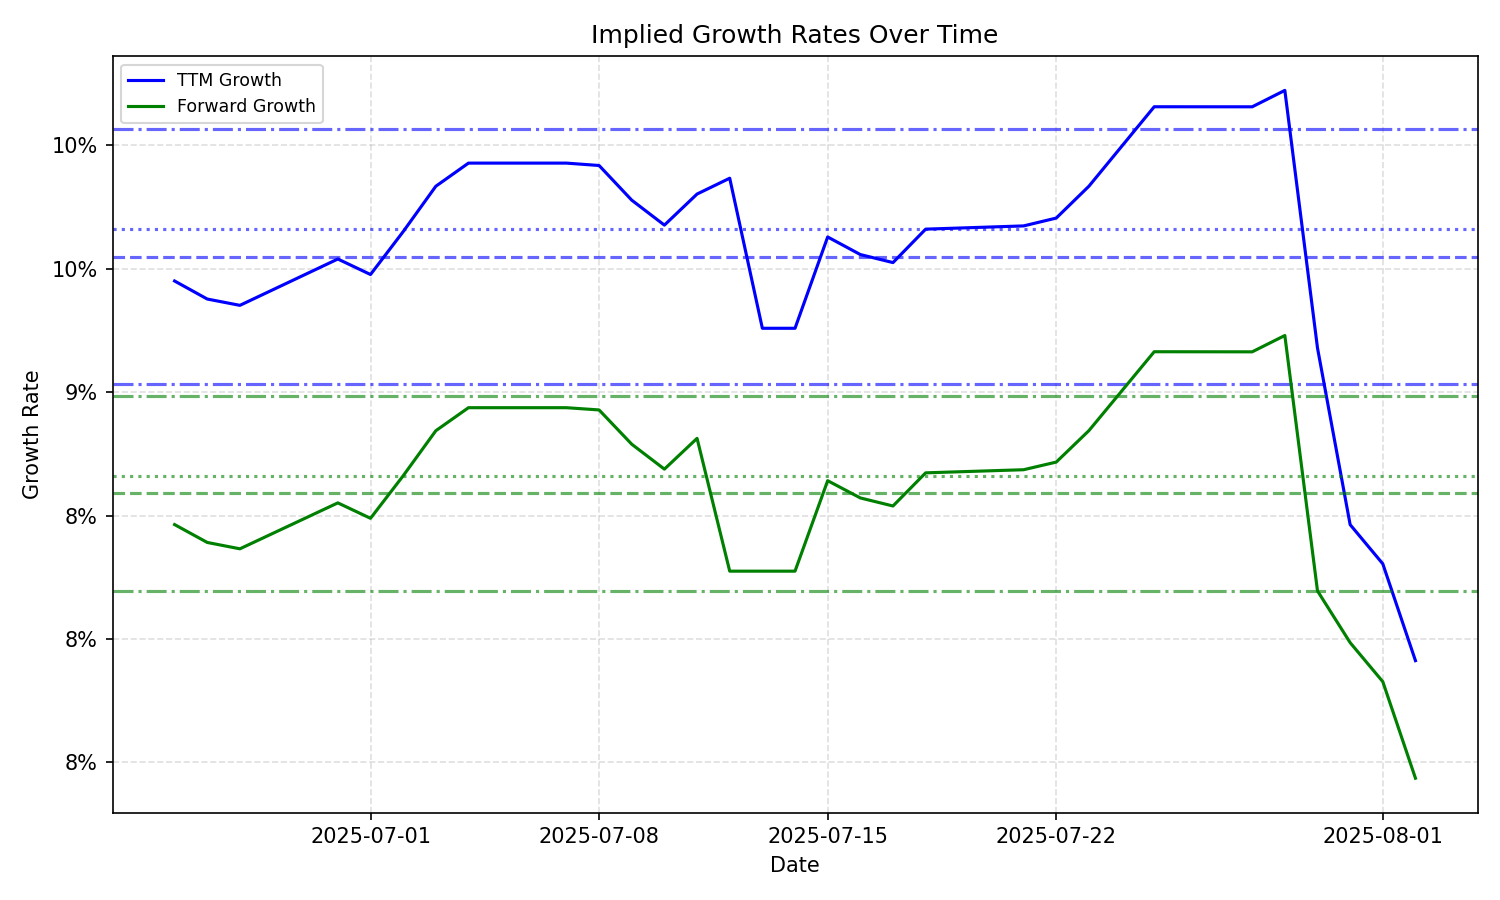 Implied Growth Rates Over Time
TTM Growth
Forward Growth
10%
10%
9%
8%
8%
8%
Growth Rate
2025-07-01
2025-07-08
2025-07-15
2025-07-22
2025-08-01
Date